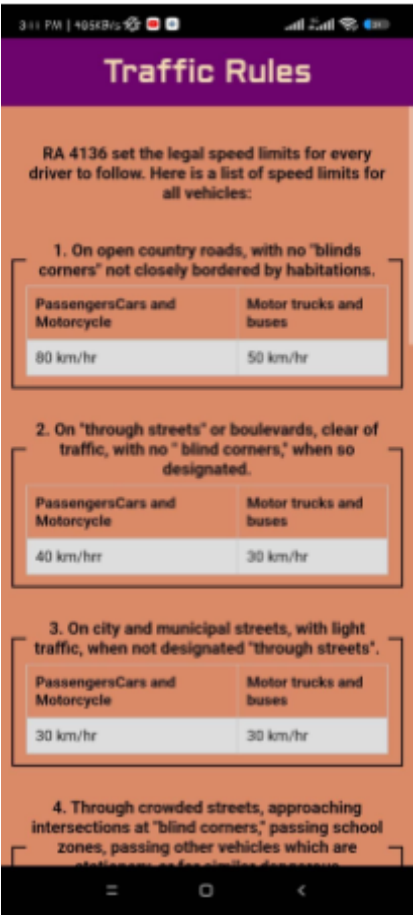 3:11 PM | 405KB/s
Traffic Rules
RA 4136 set the legal speed limits for every
driver to follow. Here is a list of speed limits for
all vehicles:
1. On open country roads, with no "blinds
corners" not closely bordered by habitations.
PassengersCars and Motorcycle Motor trucks and buses
80 km/hr 50 km/hr
2. On "through streets" or boulevards, clear of
traffic, with no " blind corners," when so
designated.
PassengersCars and Motorcycle Motor trucks and buses
40 km/hrr 30 km/hr
3. On city and municipal streets, with light
traffic, when not designated "through streets".
PassengersCars and Motorcycle Motor trucks and buses
30 km/hr 30 km/hr
4. Through crowded streets, approaching
intersections at "blind corners," passing school
zones, passing other vehicles which are